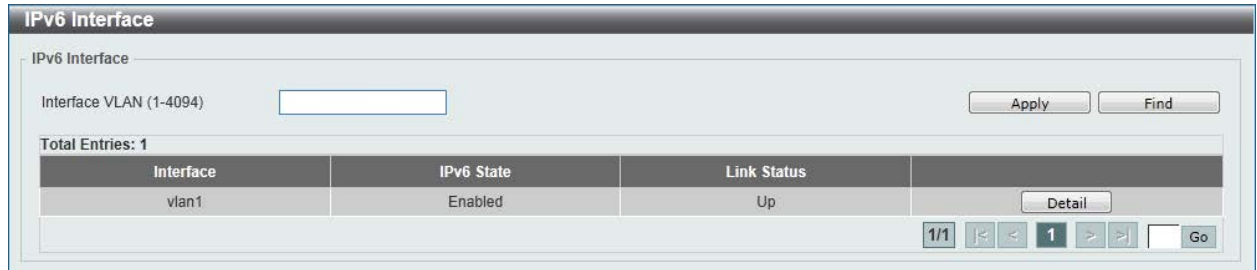 IPv6 Interface
IPv6 Interface
Interface VLAN (1-4094) Apply Find
Total Entries: 1
Interface IPv6 State Link Status
vlan1 Enabled Up Detail
1/1 |< < 1 > >| Go